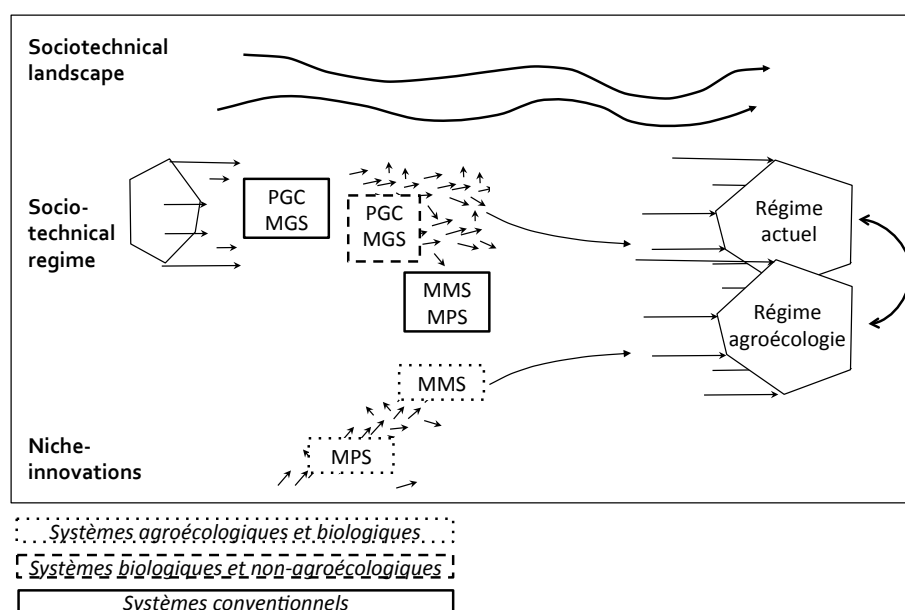 Sociotechnical
landscape
Socio-
technical
regime
PGC
MGS
PGC
MGS
MMS
MPS
Régime
actuel
Régime
agroécologie
MMS
Niche-
innovations
MPS
Systèmes agroécologiques et biologiques
Systèmes biologiques et non-agroécologiques
Systèmes conventionnels